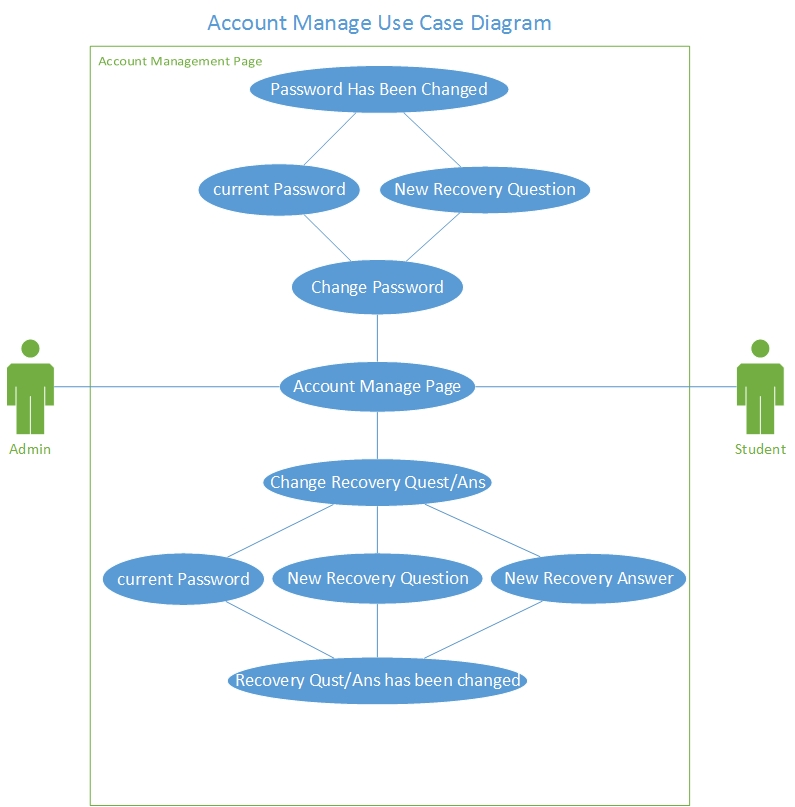 Account Manage Use Case Diagram
Account Management Page
Password Has Been Changed
current Password
New Recovery Question
Change Password
Account Manage Page
Admin
Student
Change Recovery Quest/Ans
current Password
New Recovery Question
New Recovery Answer
Recovery Qust/Ans has been changed